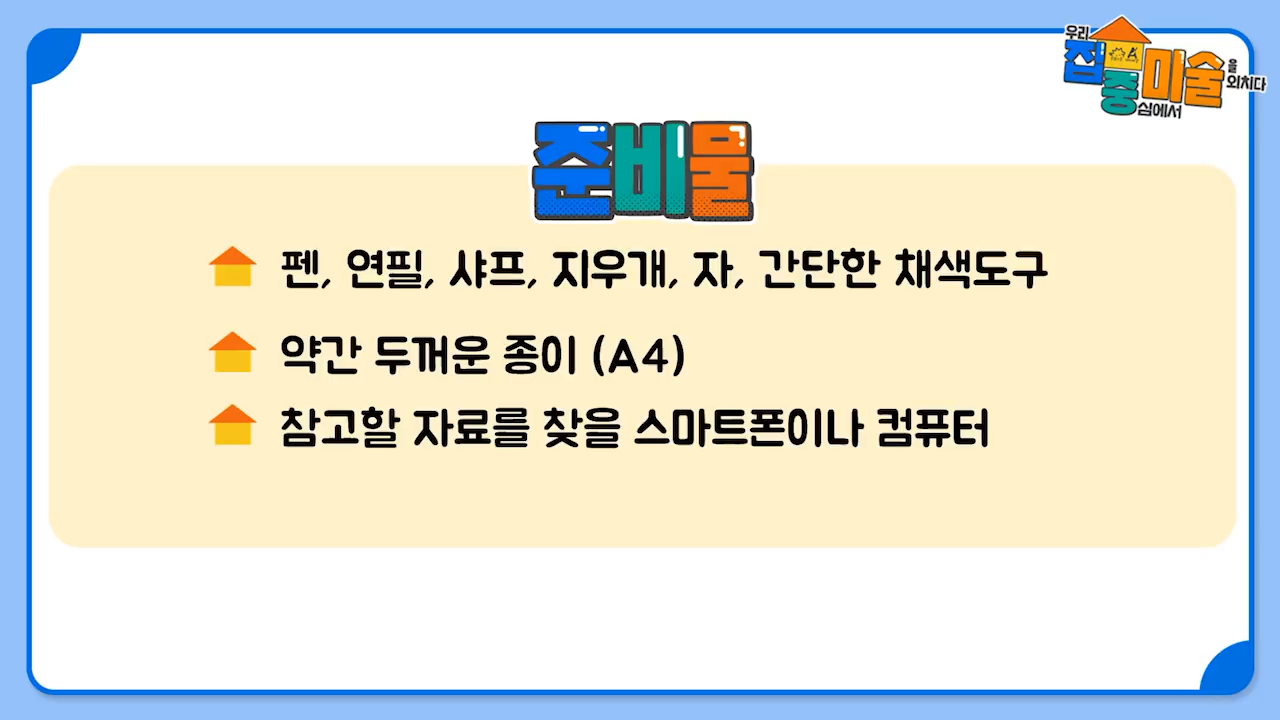 우리
집중미술을
심에서
외치다
준비물
펜, 연필, 샤프, 지우개, 자, 간단한 채색도구
약간 두꺼운 종이 (A4)
참고할 자료를 찾을 스마트폰이나 컴퓨터